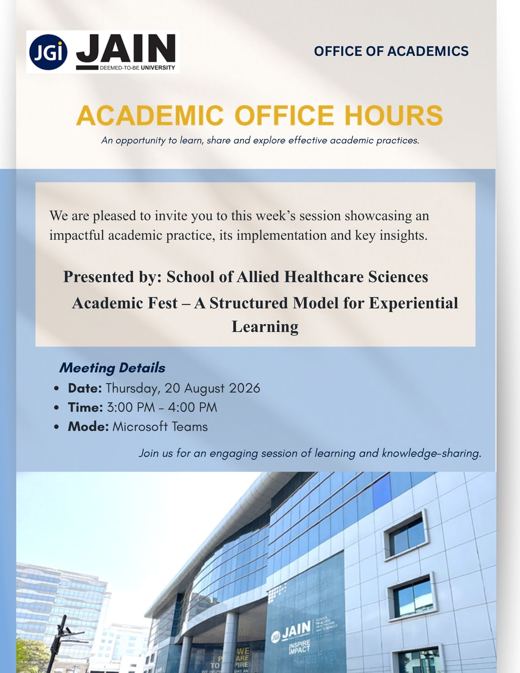 JGi JAIN
DEEMED-TO-BE UNIVERSITY
OFFICE OF ACADEMICS
ACADEMIC OFFICE HOURS
An opportunity to learn, share and explore effective academic practices.
We are pleased to invite you to this week’s session showcasing an
impactful academic practice, its implementation and key insights.
Presented by: School of Allied Healthcare Sciences
Academic Fest – A Structured Model for Experiential
Learning
Meeting Details
• Date: Thursday, 20 August 2026
• Time: 3:00 PM – 4:00 PM
• Mode: Microsoft Teams
Join us for an engaging session of learning and knowledge-sharing.
JGi JAIN
INSPIRE
IMPACT
WE